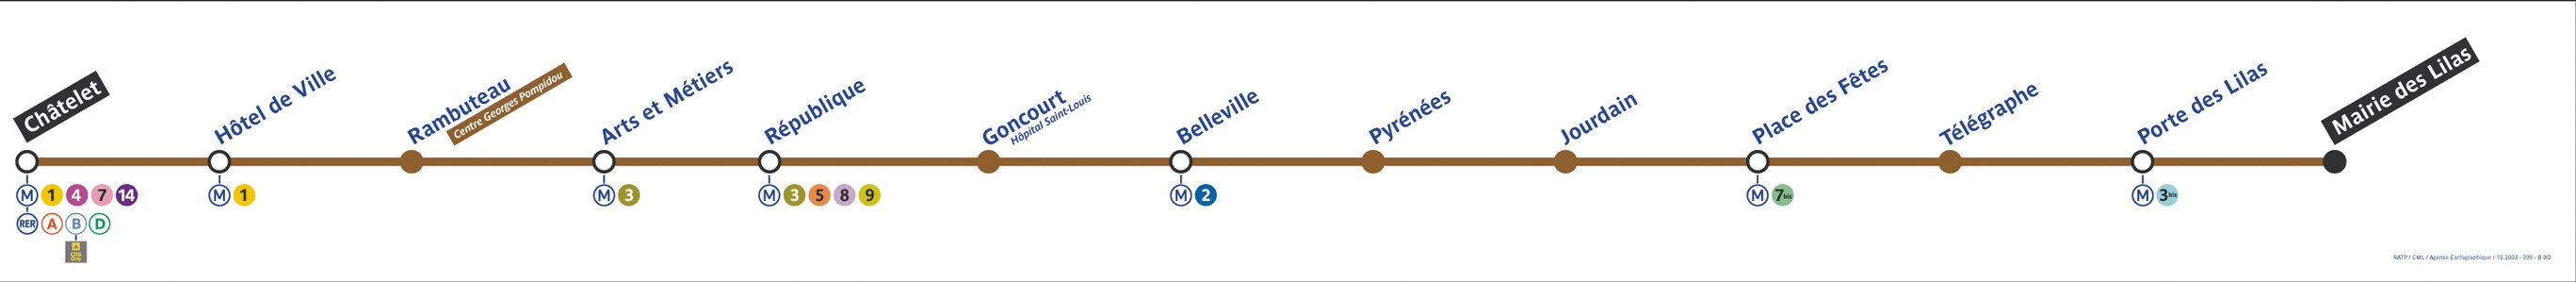 Châtelet
Hôtel de Ville
Rambuteau
Centre Georges Pompidou
Arts et Métiers
République
Goncourt
Hôpital Saint-Louis
Belleville
Pyrénées
Jourdain
Place des Fêtes
Télégraphe
Porte des Lilas
Mairie des Lilas
M 1 4 7 14
RER A B D
CDG
Orly
M 1
M 3
M 3 5 8 9
M 2
M 7bis
M 3bis
RATP / CML / Agence Cartographique / 10.2003 - 399 - B BO